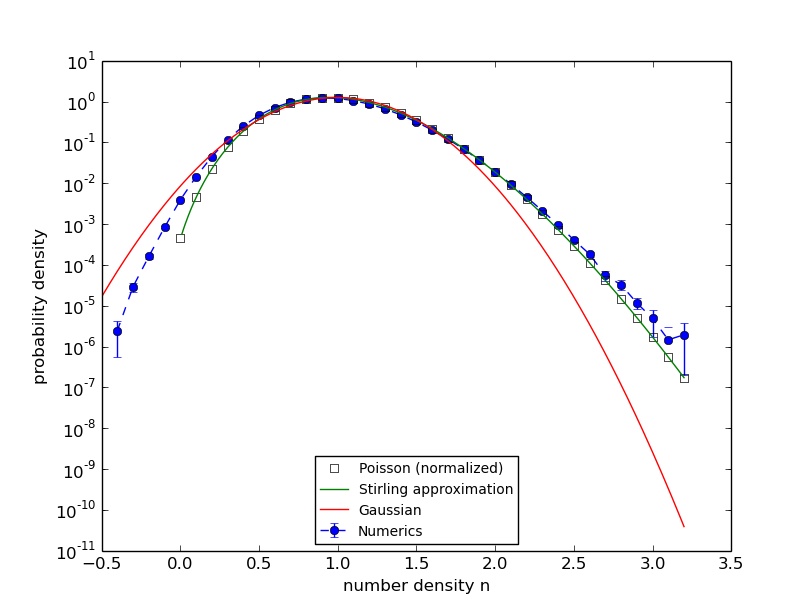 10^1
10^0
10^-1
10^-2
10^-3
10^-4
10^-5
10^-6
10^-7
10^-8
10^-9
10^-10
10^-11
probability density
Poisson (normalized)
Stirling approximation
Gaussian
Numerics
−0.5 0.0 0.5 1.0 1.5 2.0 2.5 3.0 3.5
number density n